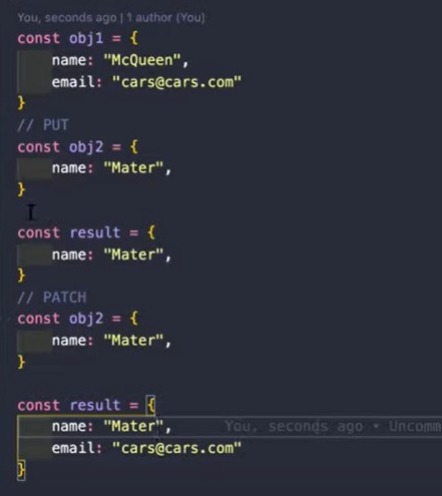 You, seconds ago | 1 author (You)
const obj1 = {
name: "McQueen",
email: "cars@cars.com"
}
// PUT
const obj2 = {
name: "Mater",
}
const result = {
name: "Mater",
}
// PATCH
const obj2 = {
name: "Mater",
}
const result = {
name: "Mater", You, seconds ago • Uncomm
email: "cars@cars.com"
}